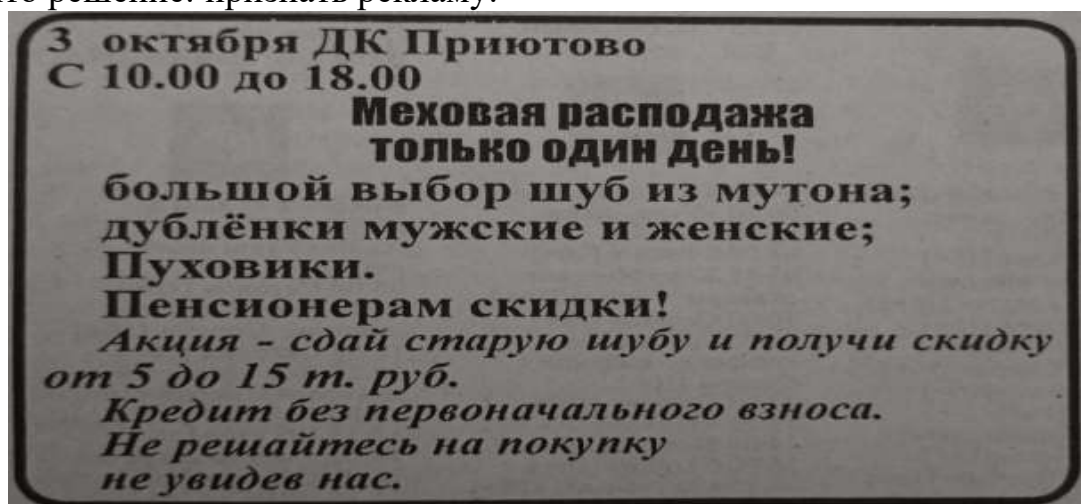 3 октября ДК Приютово
С 10.00 до 18.00
Меховая расподажа
только один день!
большой выбор шуб из мутона;
дублёнки мужские и женские;
Пуховики.
Пенсионерам скидки!
Акция - сдай старую шубу и получи скидку
от 5 до 15 т. руб.
Кредит без первоначального взноса.
Не решайтесь на покупку
не увидев нас.